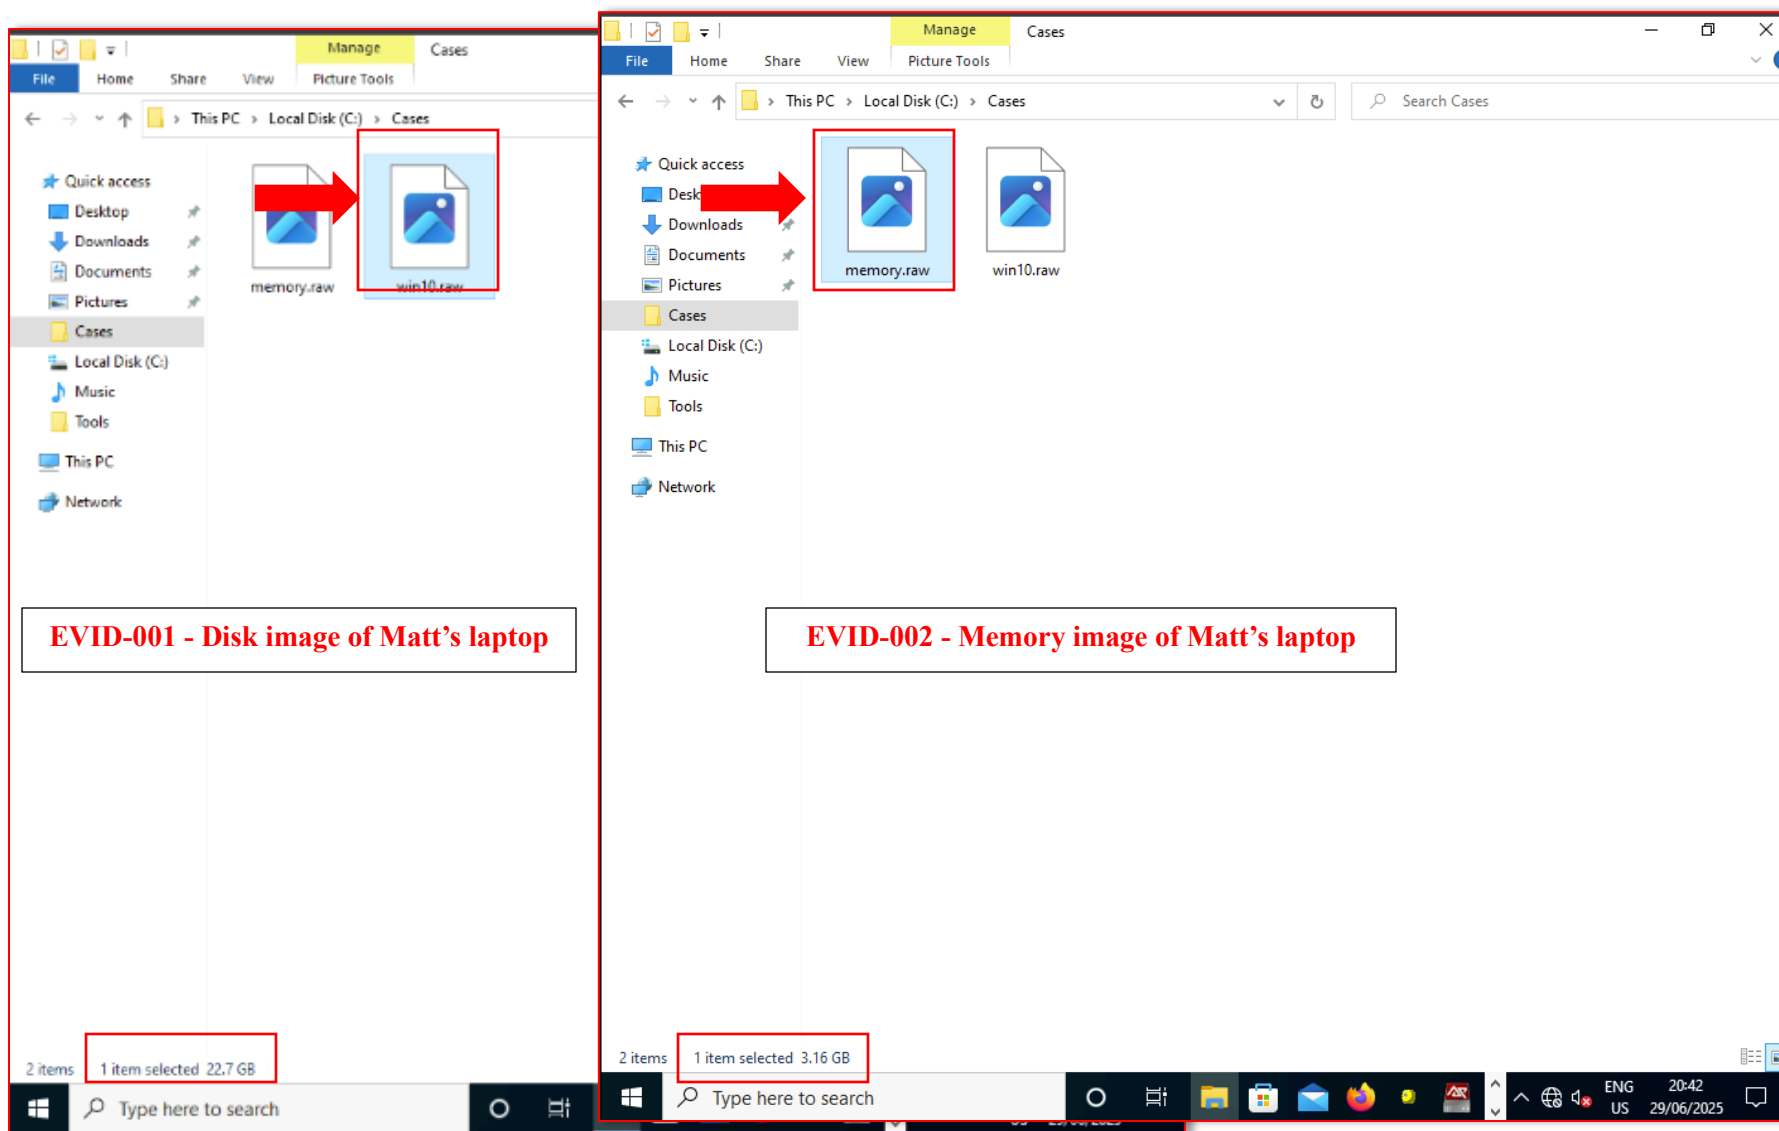 Manage
Cases
File
Home
Share
View
Picture Tools
This PC
Local Disk (C:)
Cases
Quick access
Desktop
Downloads
Documents
Pictures
Cases
Local Disk (C:)
Music
Tools
This PC
Network
memory.raw
win10.raw
EVID-001 - Disk image of Matt’s laptop
2 items
1 item selected 22.7 GB
Type here to search
Manage
Cases
File
Home
Share
View
Picture Tools
This PC
Local Disk (C:)
Cases
Search Cases
Quick access
Downloads
Documents
Pictures
Cases
Local Disk (C:)
Music
Tools
This PC
Network
memory.raw
win10.raw
EVID-002 - Memory image of Matt’s laptop
2 items
1 item selected 3.16 GB
Type here to search
ENG
US
20:42
29/06/2025